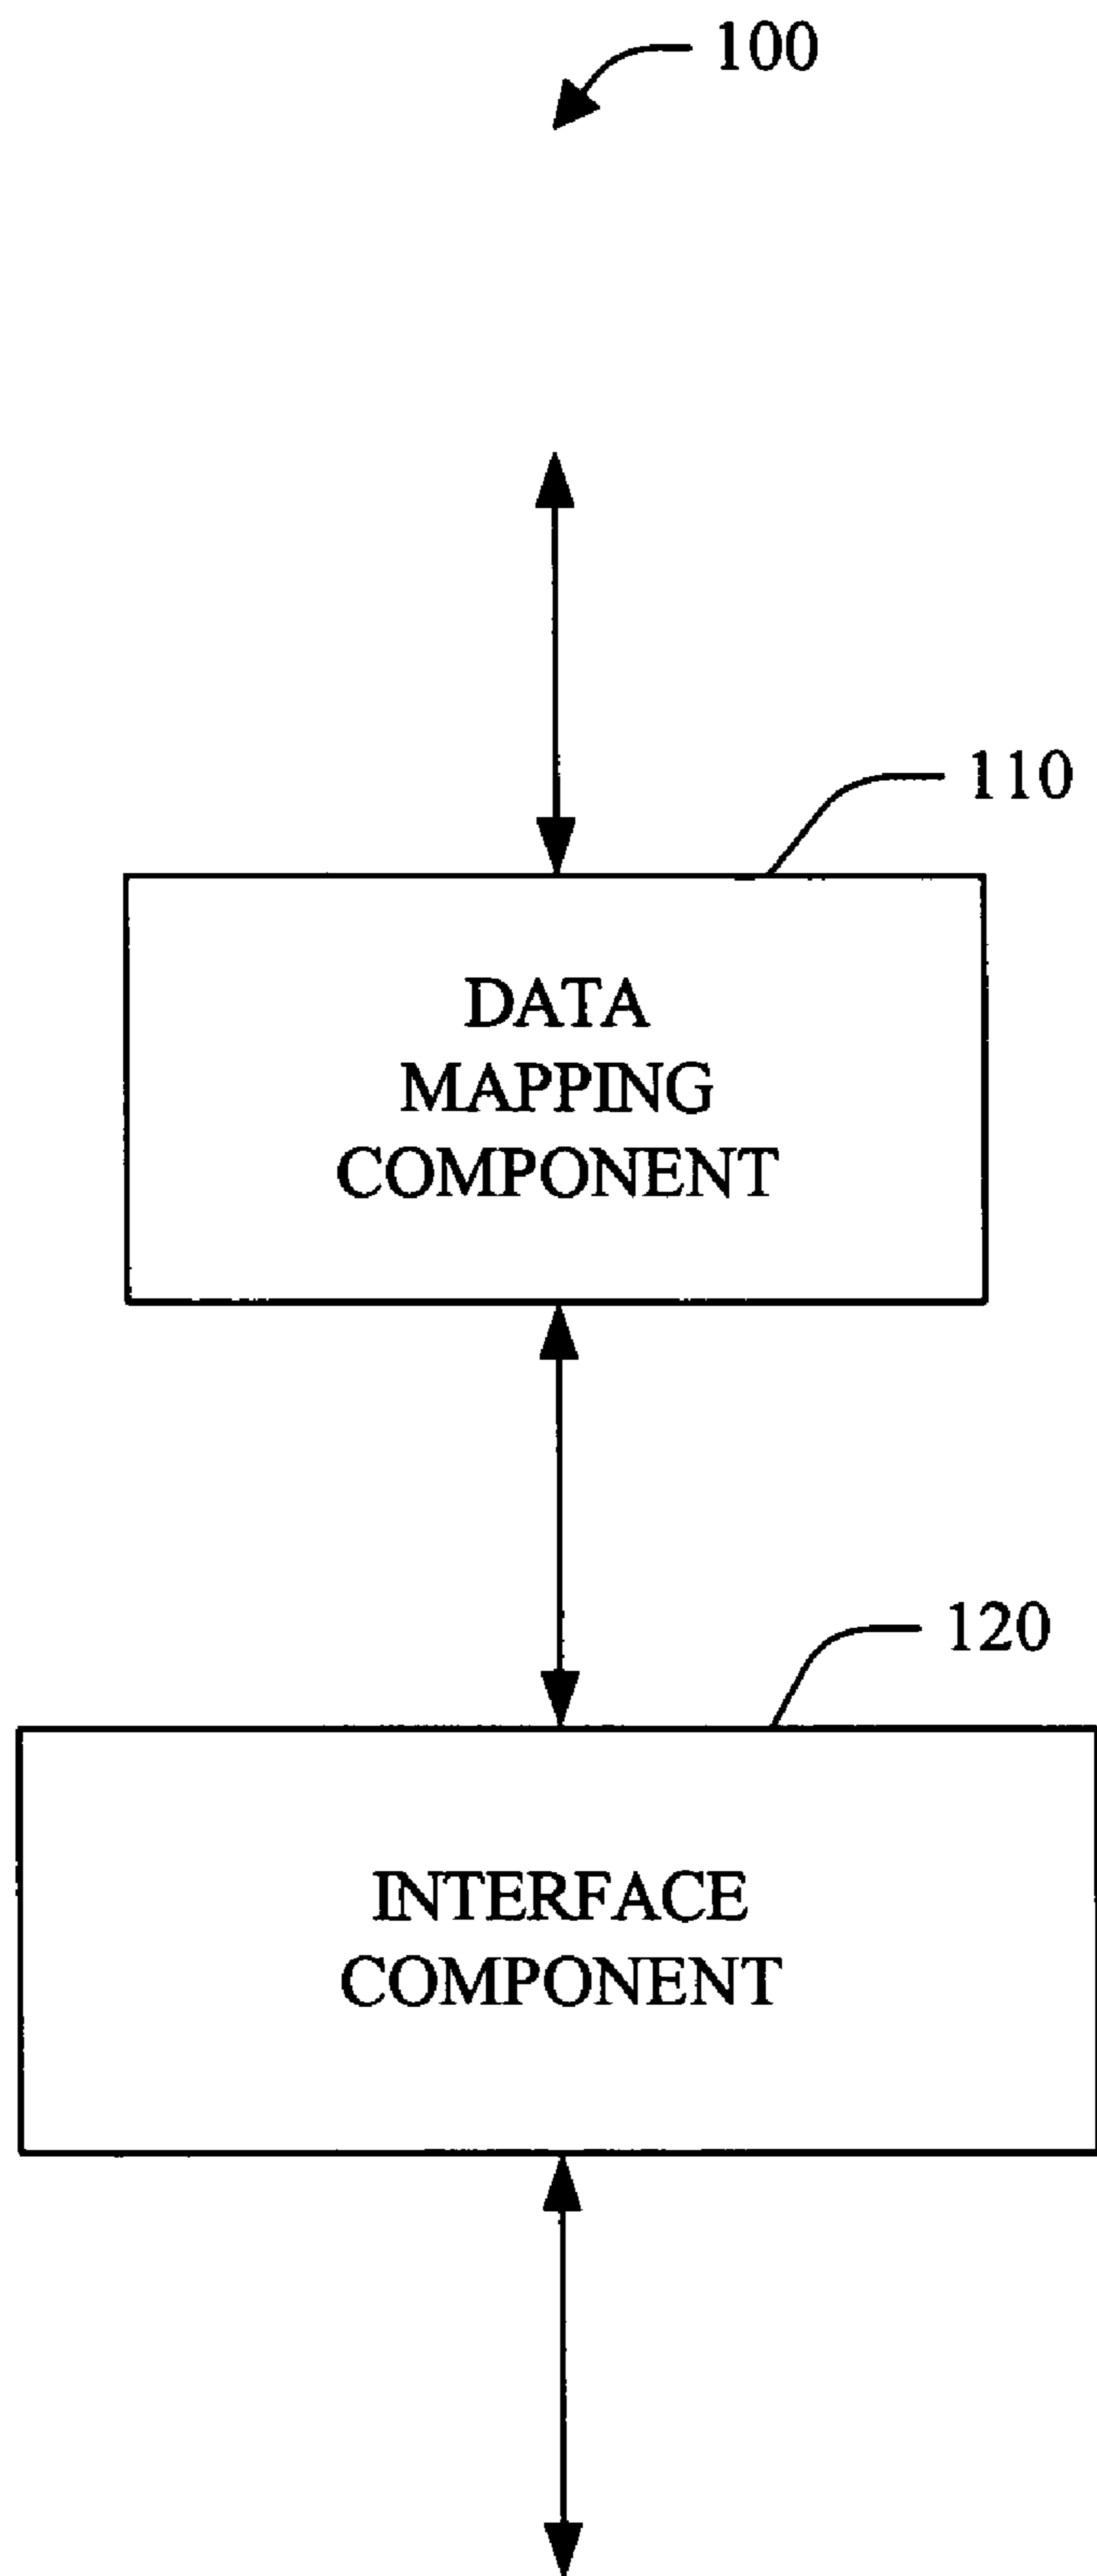 100
110
DATA
MAPPING
COMPONENT
120
INTERFACE
COMPONENT